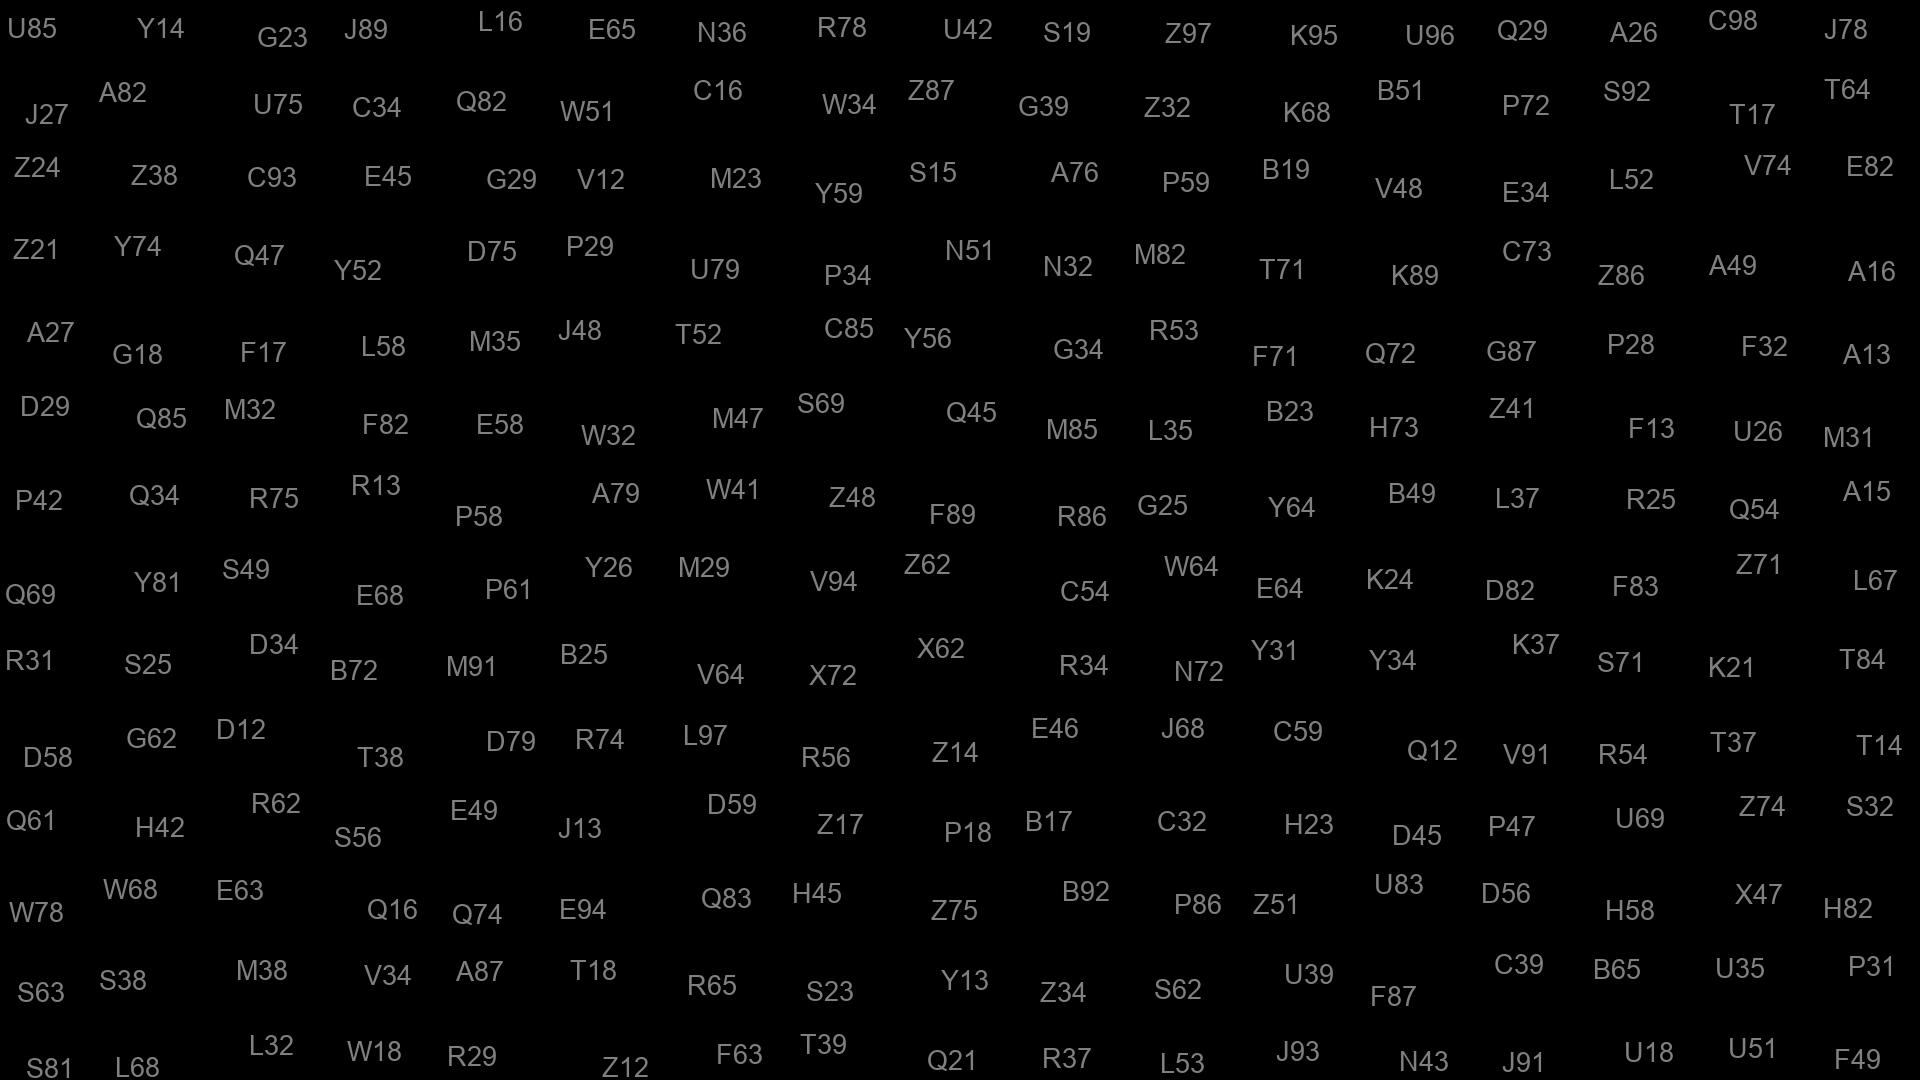 U85 Y14 G23 J89 L16 E65 N36 R78 U42 S19 Z97 K95 U96 Q29 A26 C98 J78
J27 A82 U75 C34 Q82 W51 C16 W34 Z87 G39 Z32 K68 B51 P72 S92 T17 T64
Z24 Z38 C93 E45 G29 V12 M23 Y59 S15 A76 P59 B19 V48 E34 L52 V74 E82
Z21 Y74 Q47 Y52 D75 P29 U79 P34 N51 N32 M82 T71 K89 C73 Z86 A49 A16
A27 G18 F17 L58 M35 J48 T52 C85 Y56 G34 R53 F71 Q72 G87 P28 F32 A13
D29 Q85 M32 F82 E58 W32 M47 S69 Q45 M85 L35 B23 H73 Z41 F13 U26 M31
P42 Q34 R75 R13 P58 A79 W41 Z48 F89 R86 G25 Y64 B49 L37 R25 Q54 A15
Q69 Y81 S49 E68 P61 Y26 M29 V94 Z62 C54 W64 E64 K24 D82 F83 Z71 L67
R31 S25 D34 B72 M91 B25 V64 X72 X62 R34 N72 Y31 Y34 K37 S71 K21 T84
D58 G62 D12 T38 D79 R74 L97 R56 Z14 E46 J68 C59 Q12 V91 R54 T37 T14
Q61 H42 R62 S56 E49 J13 D59 Z17 P18 B17 C32 H23 D45 P47 U69 Z74 S32
W78 W68 E63 Q16 Q74 E94 Q83 H45 Z75 B92 P86 Z51 U83 D56 H58 X47 H82
S63 S38 M38 V34 A87 T18 R65 S23 Y13 Z34 S62 U39 F87 C39 B65 U35 P31
S81 L68 L32 W18 R29 Z12 F63 T39 Q21 R37 L53 J93 N43 J91 U18 U51 F49